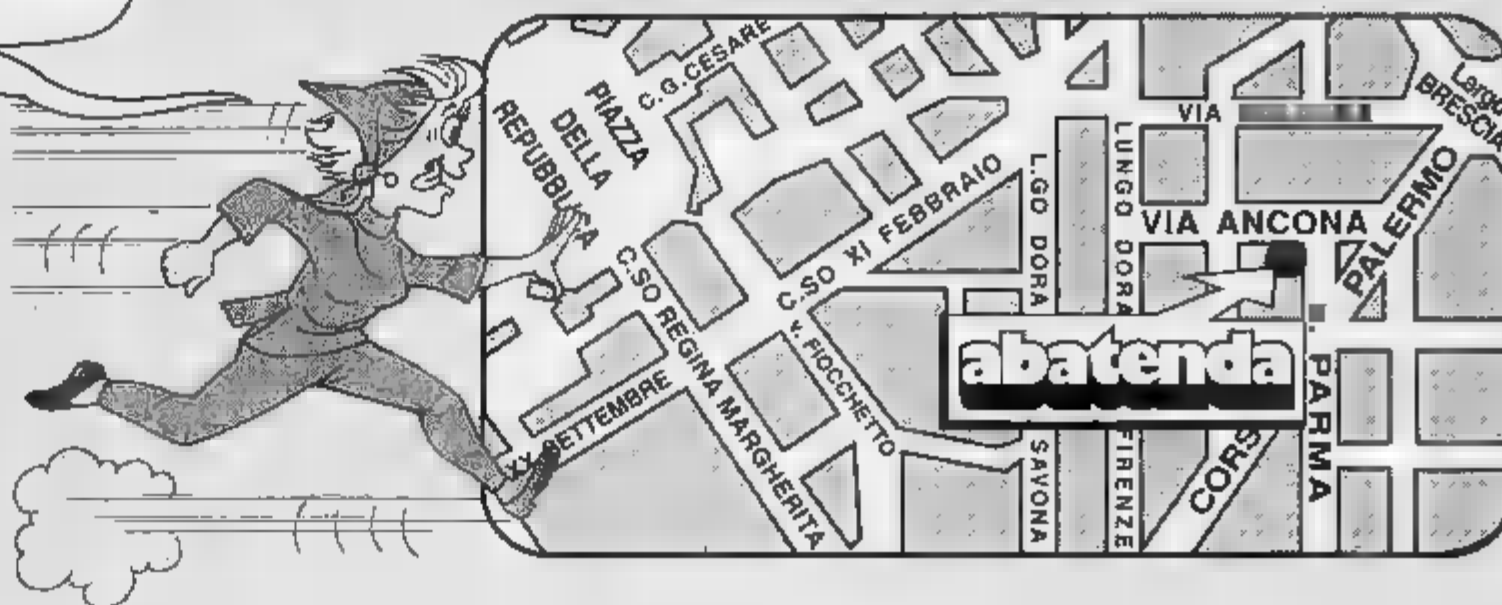 C.G.CESARE
PIAZZA
DELLA
REPUBBLICA
VIA
Largo
BRESCIA
C.SO XI FEBBRAIO
L.GO DORA
SAVONA
LUNGO DORA
FIRENZE
VIA ANCONA
PALERMO
C.SO REGINA MARGHERITA
V. FIOCCHETTO
XX SETTEMBRE
abatenda
CORS
PARMA